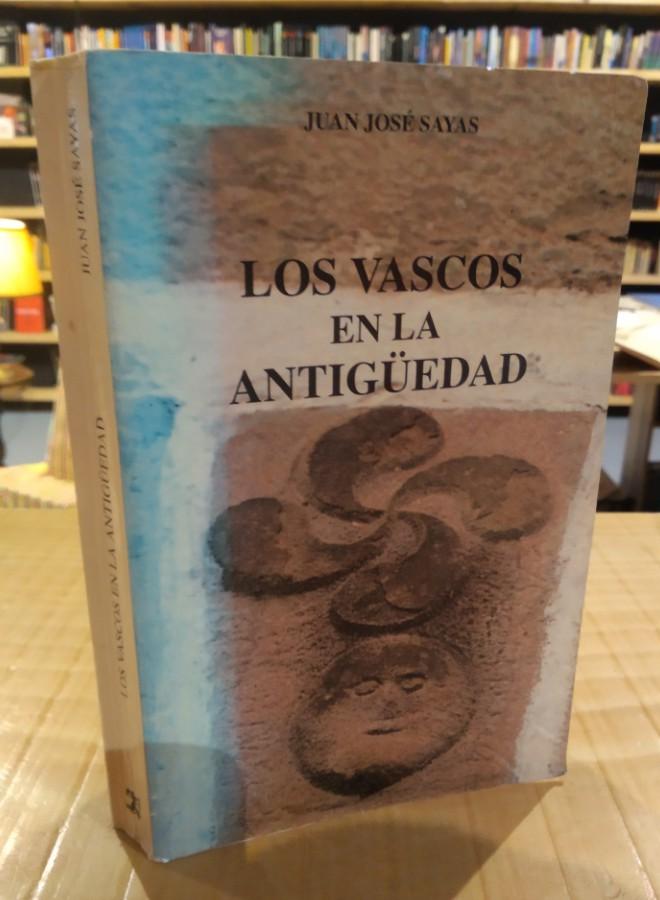 JUAN JOSÉ SAYAS
LOS VASCOS
EN LA
ANTIGÜEDAD
JUAN JOSÉ SAYAS
LOS VASCOS EN LA ANTIGÜEDAD